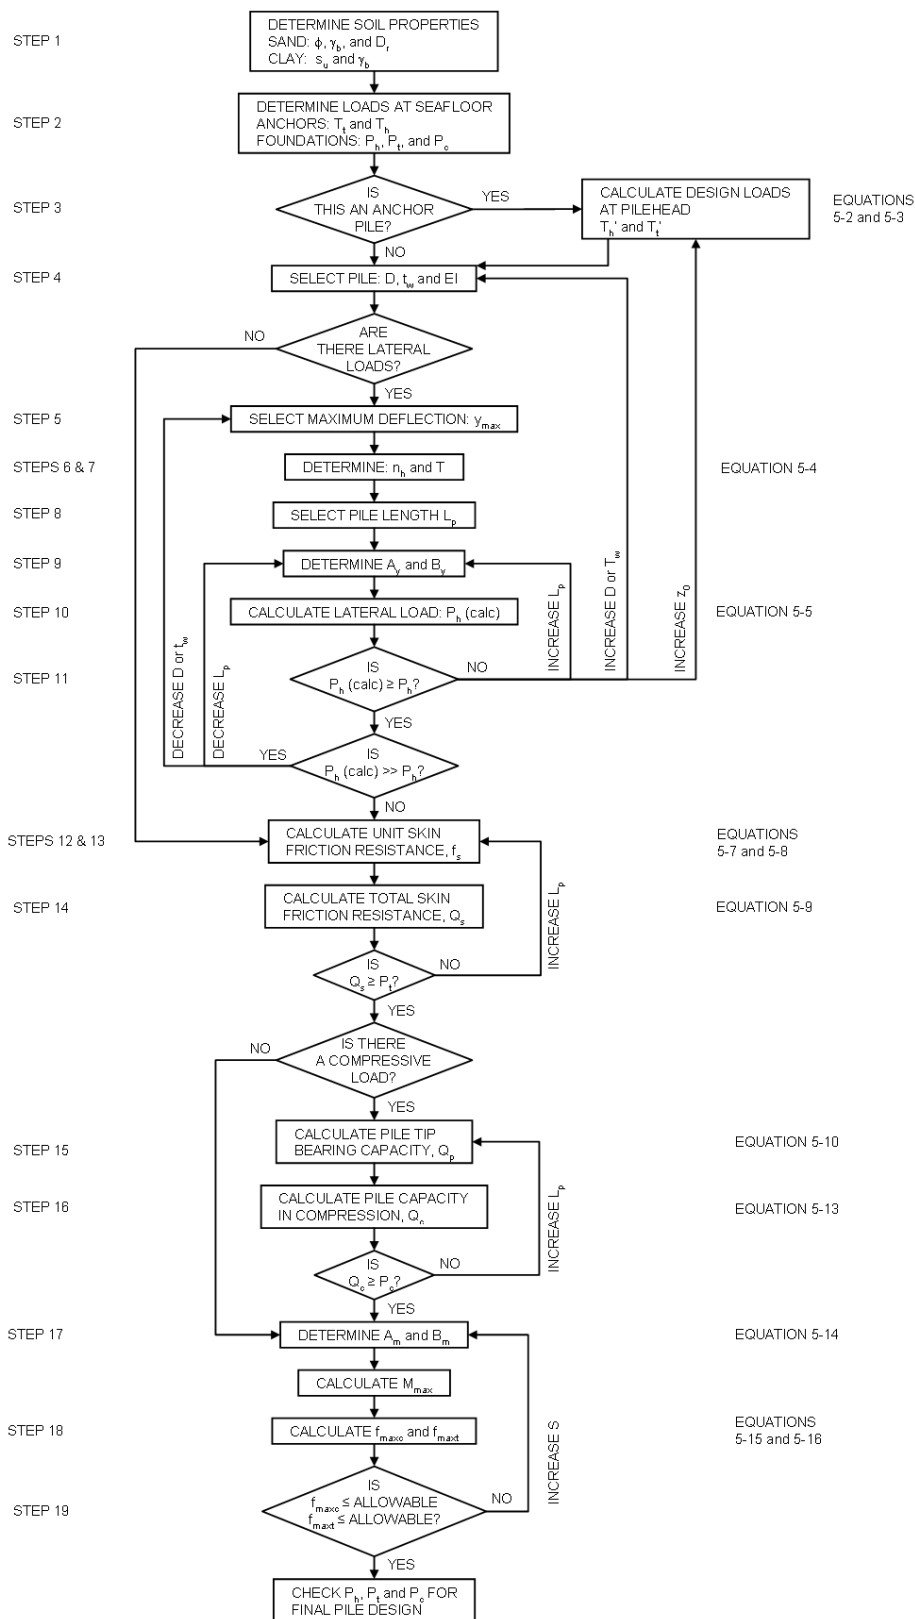 STEP 1
DETERMINE SOIL PROPERTIES
SAND: ϕ, γb, and Dr
CLAY: su and γb
STEP 2
DETERMINE LOADS AT SEAFLOOR
ANCHORS: Tt and Th
FOUNDATIONS: Ph, Pt, and Pc
STEP 3
IS
THIS AN ANCHOR
PILE?
YES
CALCULATE DESIGN LOADS
AT PILEHEAD
Th' and Tt'
EQUATIONS
5-2 and 5-3
NO
STEP 4
SELECT PILE: D, tw and EI
NO
ARE
THERE LATERAL
LOADS?
YES
STEP 5
SELECT MAXIMUM DEFLECTION: ymax
STEPS 6 & 7
DETERMINE: nh and T
EQUATION 5-4
STEP 8
SELECT PILE LENGTH Lp
STEP 9
DETERMINE Ay and By
STEP 10
CALCULATE LATERAL LOAD: Ph (calc)
EQUATION 5-5
INCREASE Lp
INCREASE D or Tw
INCREASE z0
STEP 11
IS
Ph (calc) ≥ Ph?
NO
YES
DECREASE D or tw
DECREASE Lp
YES
IS
Ph (calc) >> Ph?
NO
STEPS 12 & 13
CALCULATE UNIT SKIN
FRICTION RESISTANCE, fs
EQUATIONS
5-7 and 5-8
STEP 14
CALCULATE TOTAL SKIN
FRICTION RESISTANCE, Qs
EQUATION 5-9
INCREASE Lp
IS
Qs ≥ Pt?
NO
YES
NO
IS THERE
A COMPRESSIVE
LOAD?
YES
STEP 15
CALCULATE PILE TIP
BEARING CAPACITY, Qp
EQUATION 5-10
STEP 16
CALCULATE PILE CAPACITY
IN COMPRESSION, Qc
EQUATION 5-13
INCREASE Lp
IS
Qc ≥ Pc?
NO
YES
STEP 17
DETERMINE Am and Bm
EQUATION 5-14
CALCULATE Mmax
STEP 18
CALCULATE fmaxc and fmaxt
EQUATIONS
5-15 and 5-16
INCREASE S
STEP 19
IS
fmaxc ≤ ALLOWABLE
fmaxt ≤ ALLOWABLE?
NO
YES
CHECK Ph, Pt and Pc FOR
FINAL PILE DESIGN